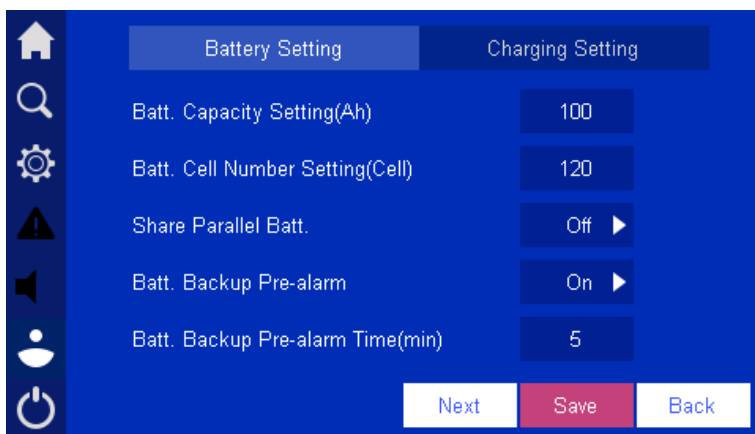 Battery Setting Charging Setting
Batt. Capacity Setting(Ah) 100
Batt. Cell Number Setting(Cell) 120
Share Parallel Batt. Off
Batt. Backup Pre-alarm On
Batt. Backup Pre-alarm Time(min) 5
Next Save Back